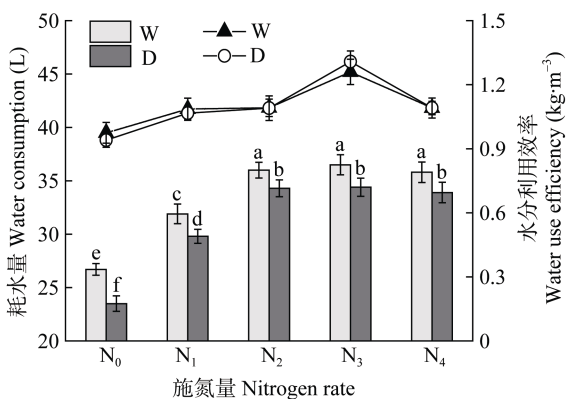 耗水量 Water consumption (L)
50
45
40
35
30
25
20
W
D
W
D
e
f
c
d
a
b
a
b
a
b
1.5
1.2
0.9
0.6
0.3
0
水分利用效率
Water use efficiency (kg·m⁻³)
N₀ N₁ N₂ N₃ N₄
施氮量 Nitrogen rate